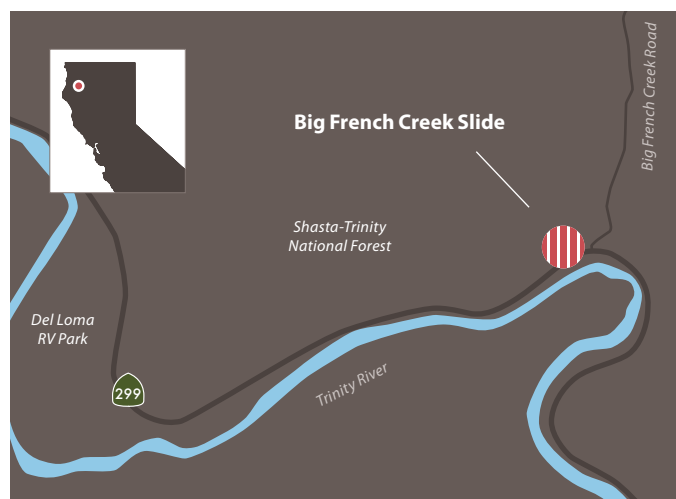 Big French Creek Road
Big French Creek Slide
Shasta-Trinity
National Forest
Del Loma
RV Park
299
Trinity River